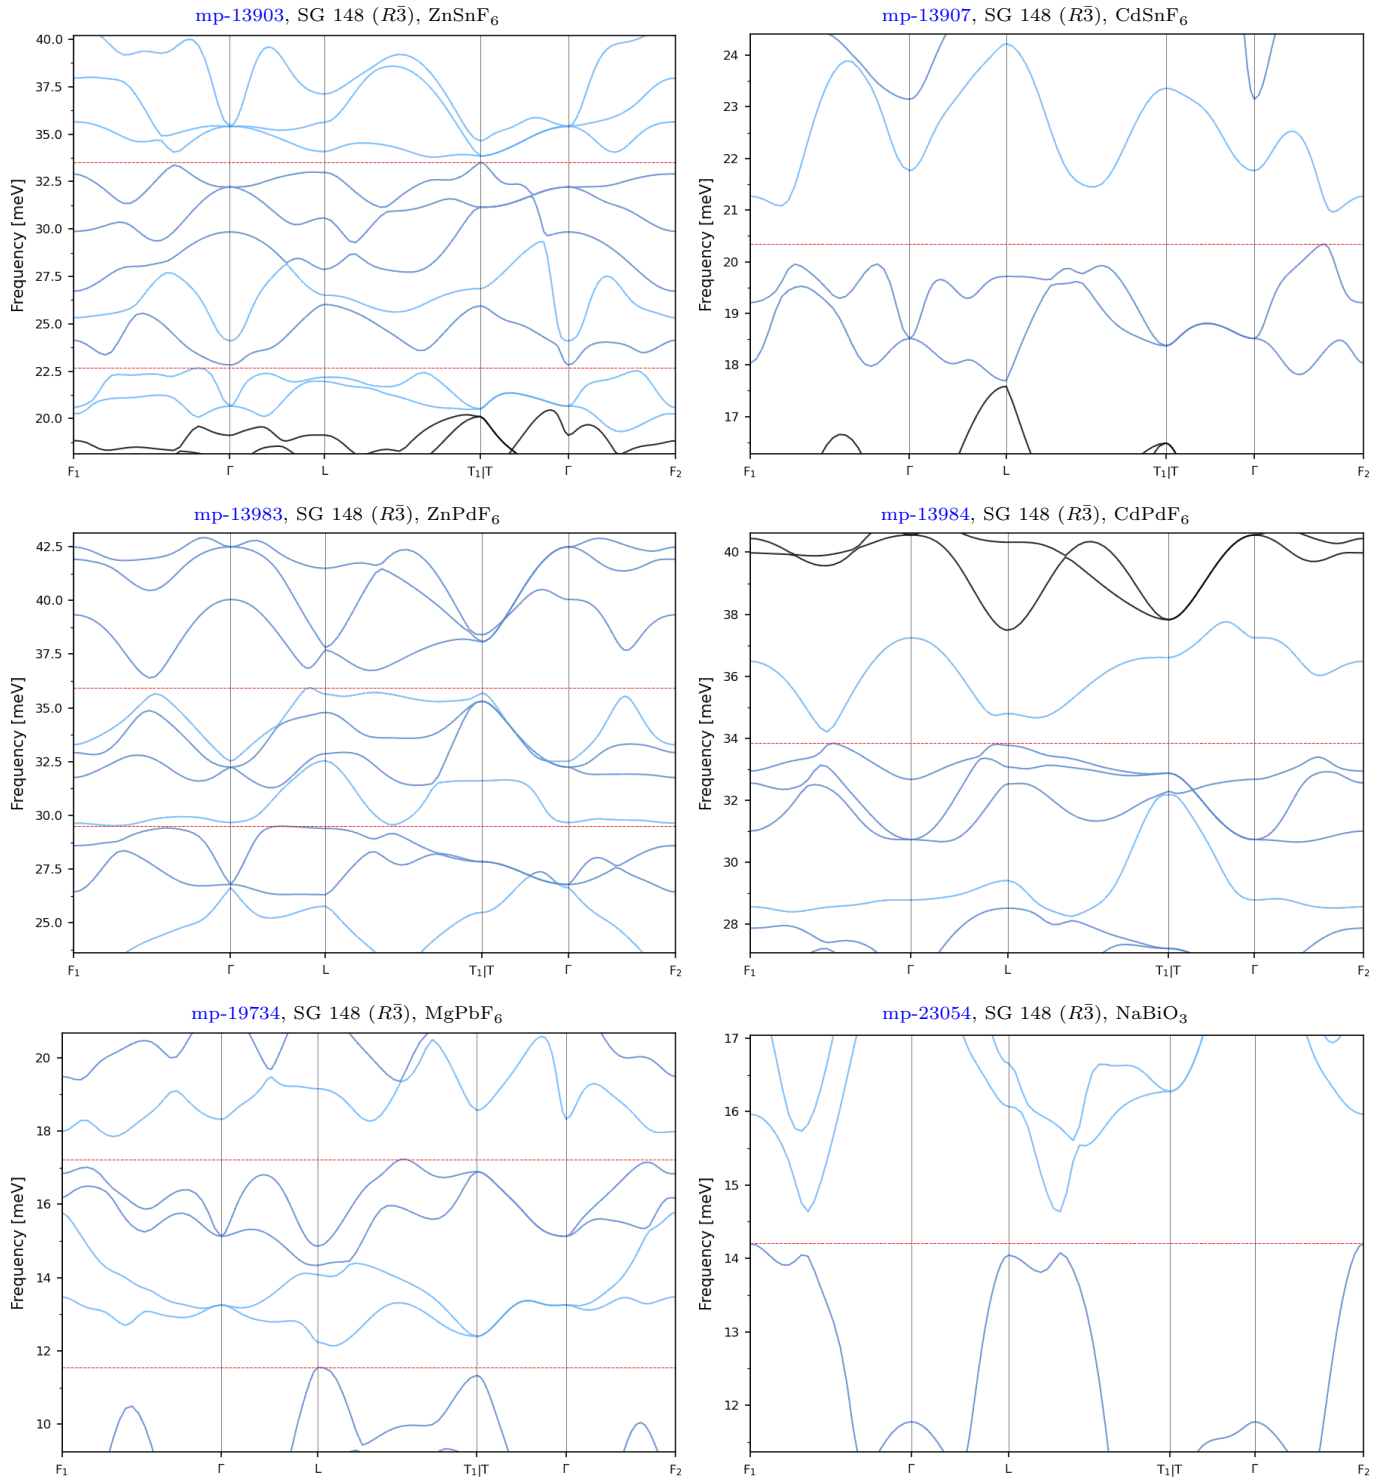 mp-13903, SG 148 (R3̄), ZnSnF₆
Frequency [meV]
40.0
37.5
35.0
32.5
30.0
27.5
25.0
22.5
20.0
F₁ Γ L T₁|T Γ F₂
mp-13907, SG 148 (R3̄), CdSnF₆
Frequency [meV]
24
23
22
21
20
19
18
17
F₁ Γ L T₁|T Γ F₂
mp-13983, SG 148 (R3̄), ZnPdF₆
Frequency [meV]
42.5
40.0
37.5
35.0
32.5
30.0
27.5
25.0
F₁ Γ L T₁|T Γ F₂
mp-13984, SG 148 (R3̄), CdPdF₆
Frequency [meV]
40
38
36
34
32
30
28
F₁ Γ L T₁|T Γ F₂
mp-19734, SG 148 (R3̄), MgPbF₆
Frequency [meV]
20
18
16
14
12
10
F₁ Γ L T₁|T Γ F₂
mp-23054, SG 148 (R3̄), NaBiO₃
Frequency [meV]
17
16
15
14
13
12
F₁ Γ L T₁|T Γ F₂